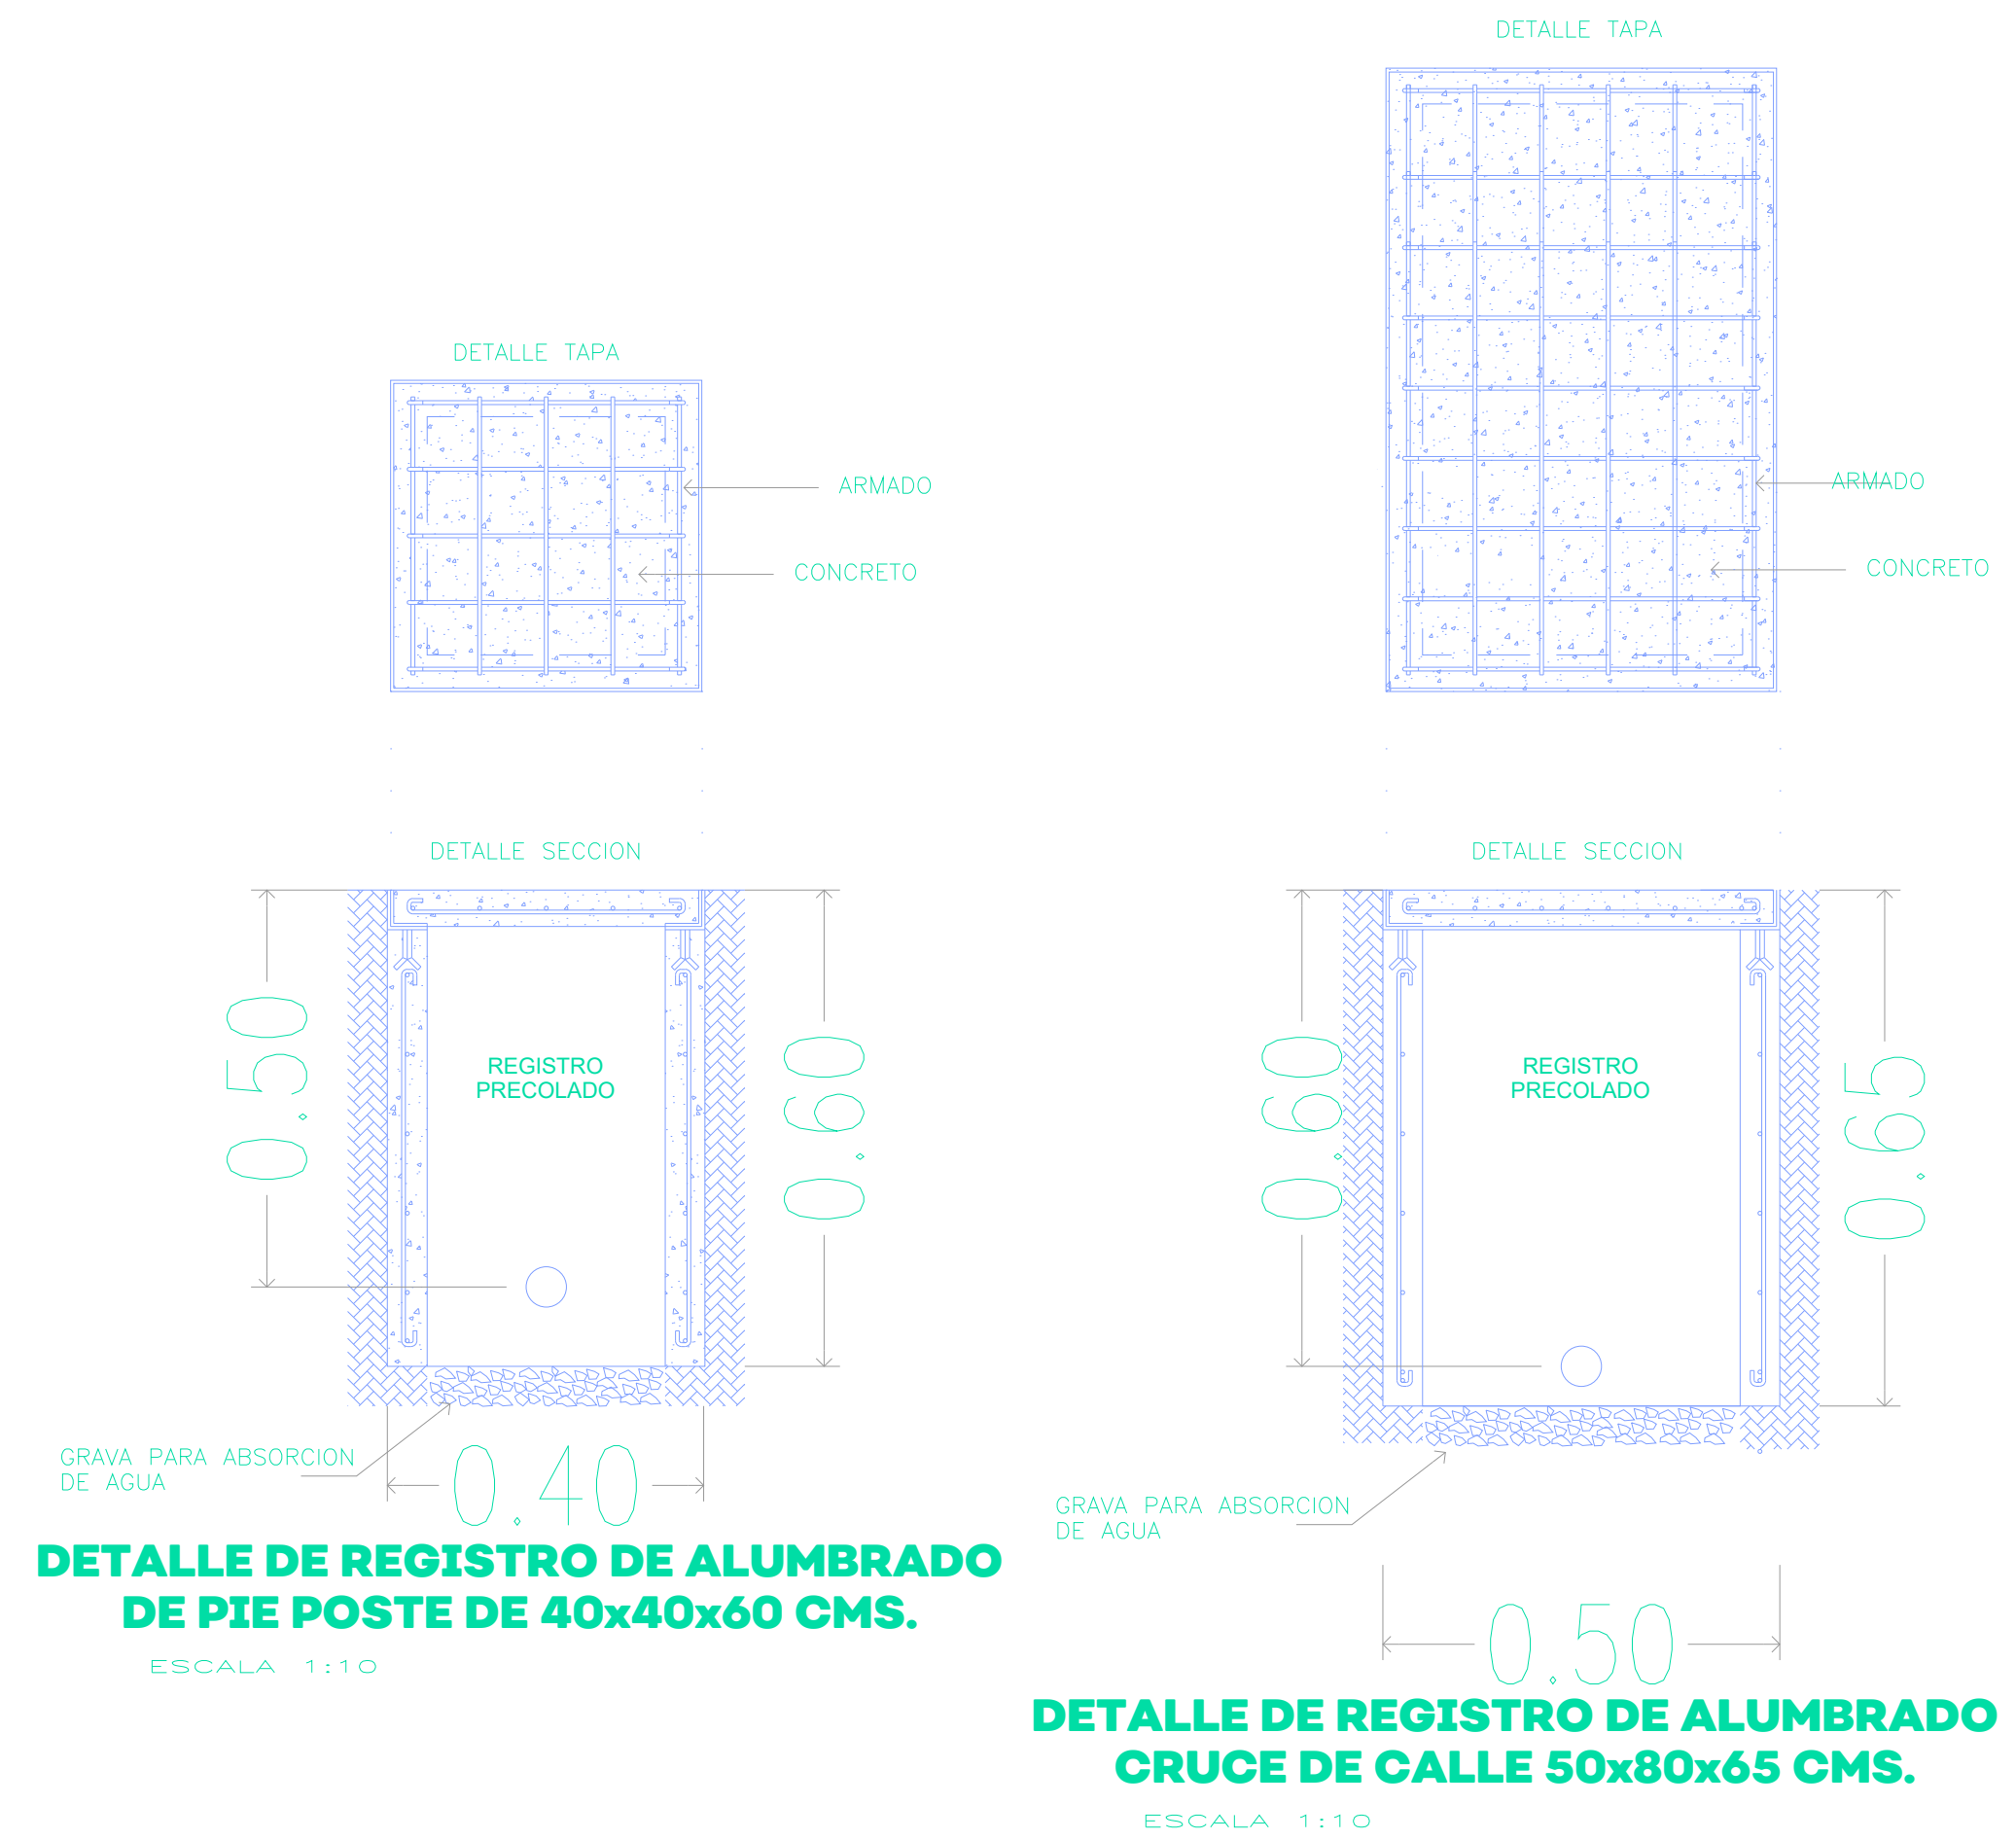 DETALLE TAPA
ARMADO
CONCRETO
DETALLE SECCION
0.50
REGISTRO
PRECOLADO
0.60
GRAVA PARA ABSORCION
DE AGUA
0.40
DETALLE DE REGISTRO DE ALUMBRADO
DE PIE POSTE DE 40x40x60 CMS.
ESCALA 1:10
DETALLE TAPA
ARMADO
CONCRETO
DETALLE SECCION
0.60
REGISTRO
PRECOLADO
0.65
GRAVA PARA ABSORCION
DE AGUA
0.50
DETALLE DE REGISTRO DE ALUMBRADO
CRUCE DE CALLE 50x80x65 CMS.
ESCALA 1:10